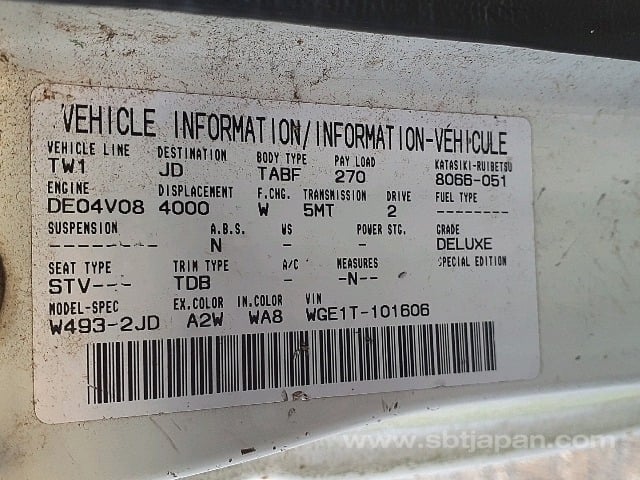 VEHICLE INFORMATION/INFORMATION-VÉHICULE
VEHICLE LINE DESTINATION BODY TYPE PAY LOAD KATASIKI-RUIBETSU
TW1 JD TABF 270 8066-051
ENGINE DISPLACEMENT F.CHG. TRANSMISSION DRIVE FUEL TYPE
DE04V08 4000 W 5MT 2 -------
SUSPENSION A.B.S. WS POWER STG. GRADE
--------- N - - DELUXE
SEAT TYPE TRIM TYPE A/C MEASURES SPECIAL EDITION
STV--- TDB - -N--
MODEL-SPEC EX.COLOR IN.COLOR VIN
W493-2JD A2W WA8 WGE1T-101606
www.sbtjapan.com